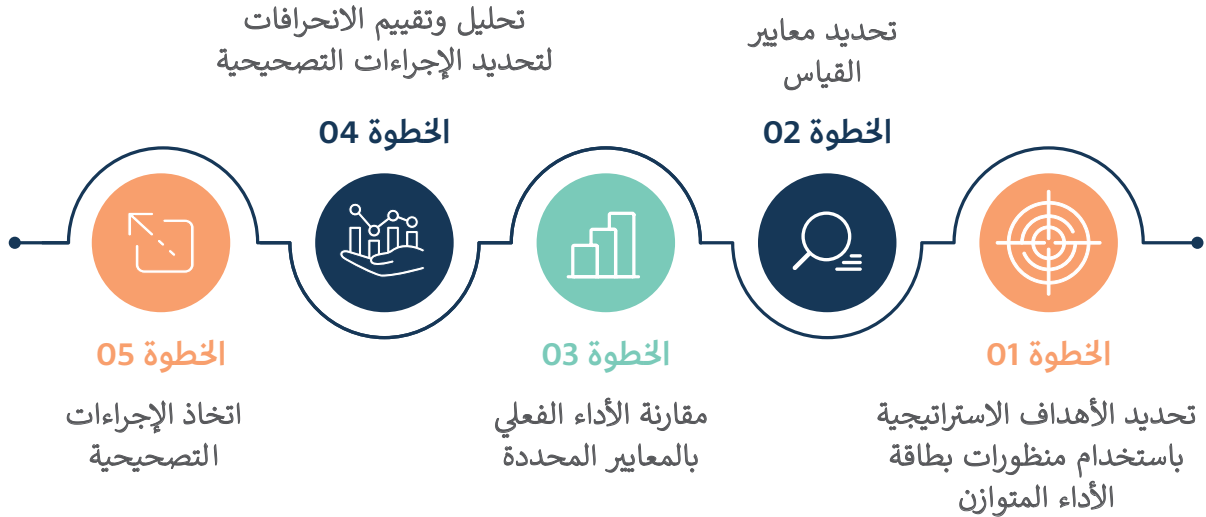 الخطوة 01
تحديد الأهداف الاستراتيجية
باستخدام منظورات بطاقة
الأداء المتوازن
تحديد معايير
القياس
الخطوة 02
الخطوة 03
مقارنة الأداء الفعلي
بالمعايير المحددة
تحليل وتقييم الانحرافات
لتحديد الإجراءات التصحيحية
الخطوة 04
الخطوة 05
اتخاذ الإجراءات
التصحيحية